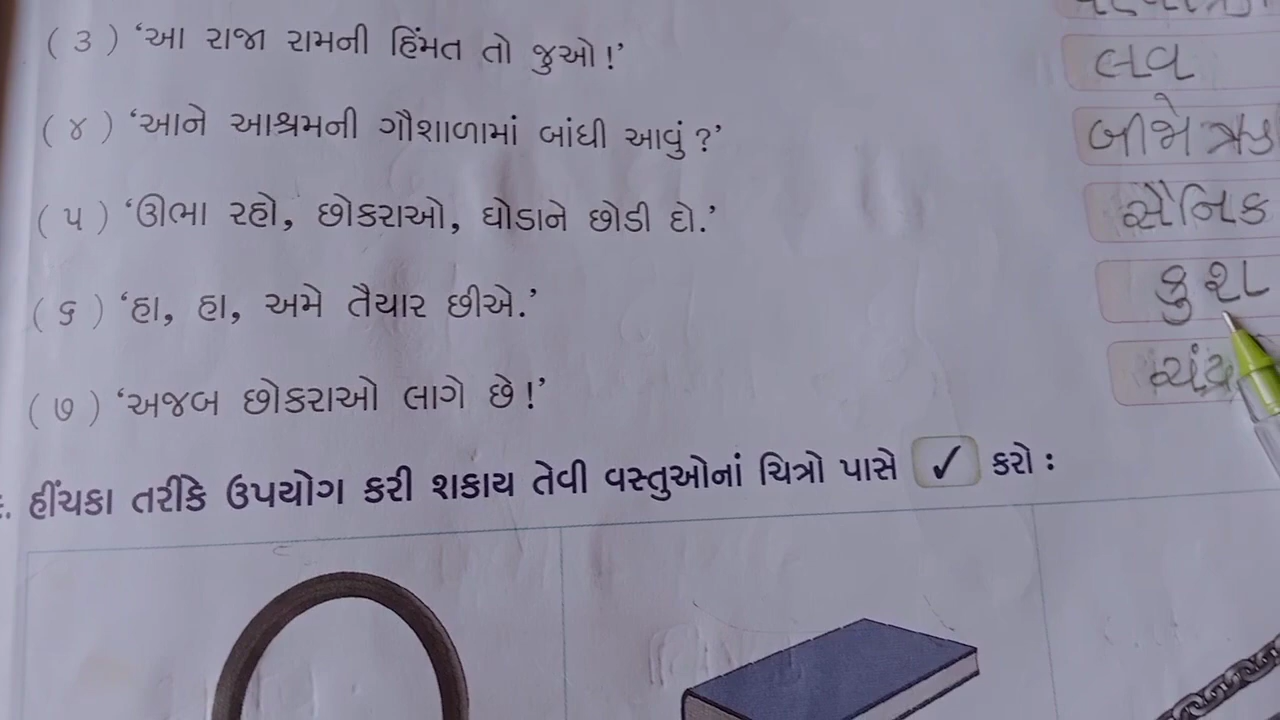 (૩) ‘આ રાજા રામની હિંમત તો જુઓ!’ લવ
(૪) ‘આને આશ્રમની ગૌશાળામાં બાંધી આવું?’ બીજો
(૫) ‘ઊભા રહો, છોકરાઓ, ઘોડાને છોડી દો.’ સૈનિક
(૬) ‘હા, હા, અમે તૈયાર છીએ.’ કુશ
(૭) ‘અજબ છોકરાઓ લાગે છે!’
હીંચકા તરીકે ઉપયોગ કરી શકાય તેવી વસ્તુઓનાં ચિત્રો પાસે ✓ કરો :